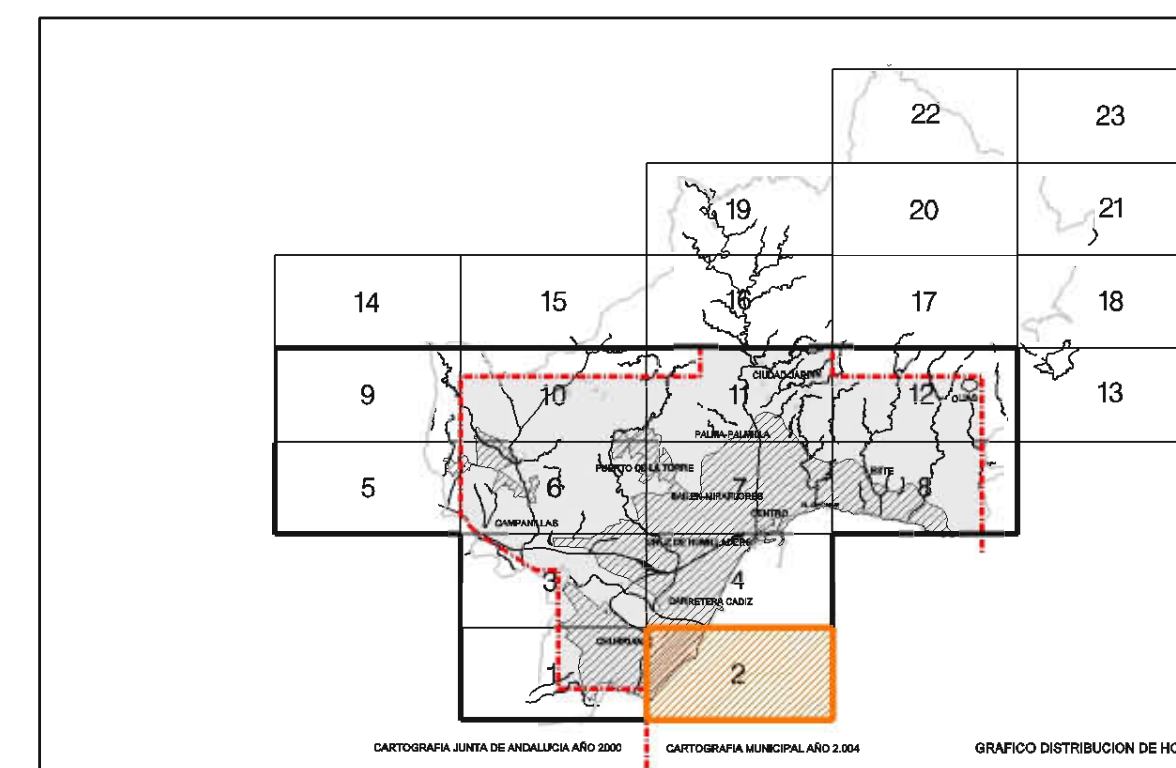 22 23
19 20 21
14 15 16 17 18
CIUDAD JARDIN
9 10 11 12 13
OLIAS
PALMA-PALMILLA
PUERTO DE LA TORRE
ESTE
5 6 7 8
BAILEN-MIRAFLORES
CENTRO
CAMPANILLAS
CRUZ DE HUMILLADERO
3 4
CARRETERA CADIZ
CHURRIANA
1 2
CARTOGRAFIA JUNTA DE ANDALUCIA AÑO 2000 CARTOGRAFIA MUNICIPAL AÑO 2.004 GRAFICO DISTRIBUCION DE HO